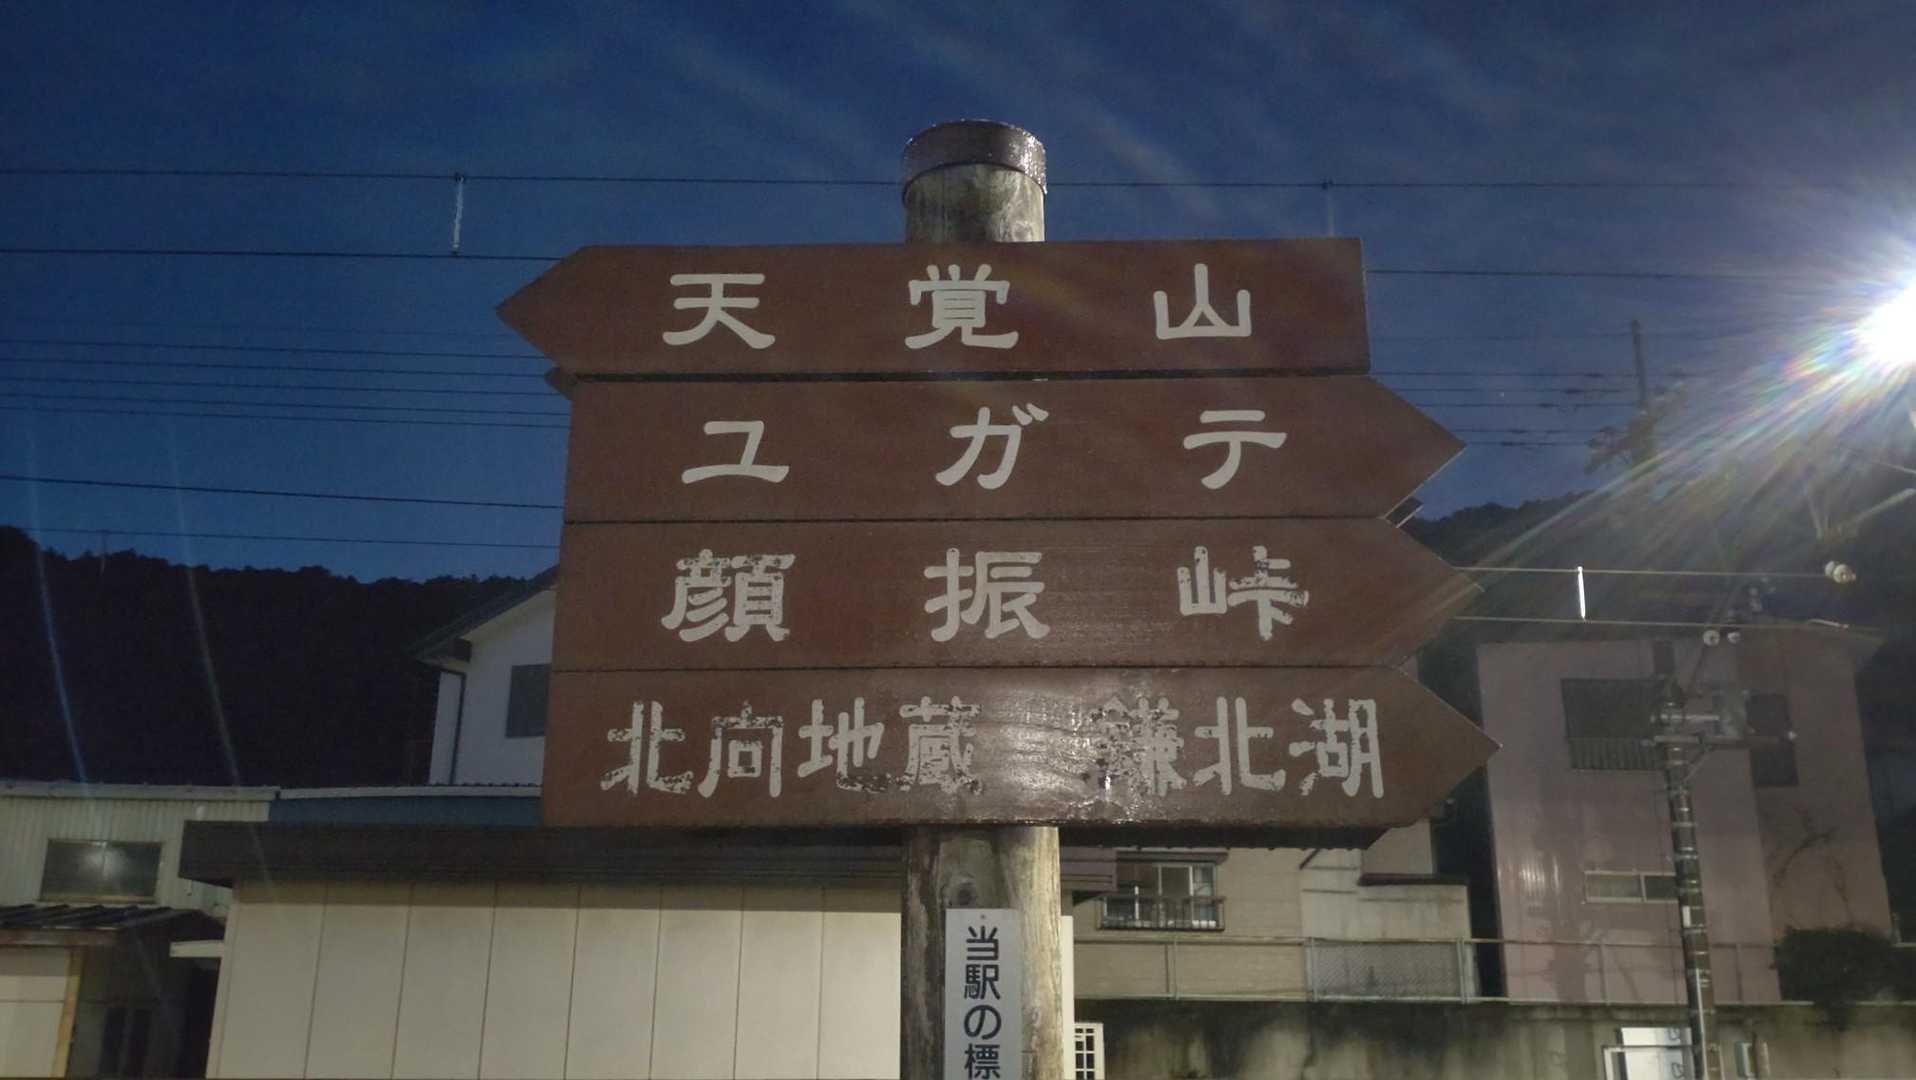 天覚山
ユガテ
顔振峠
北向地蔵 鎌北湖
当駅の標